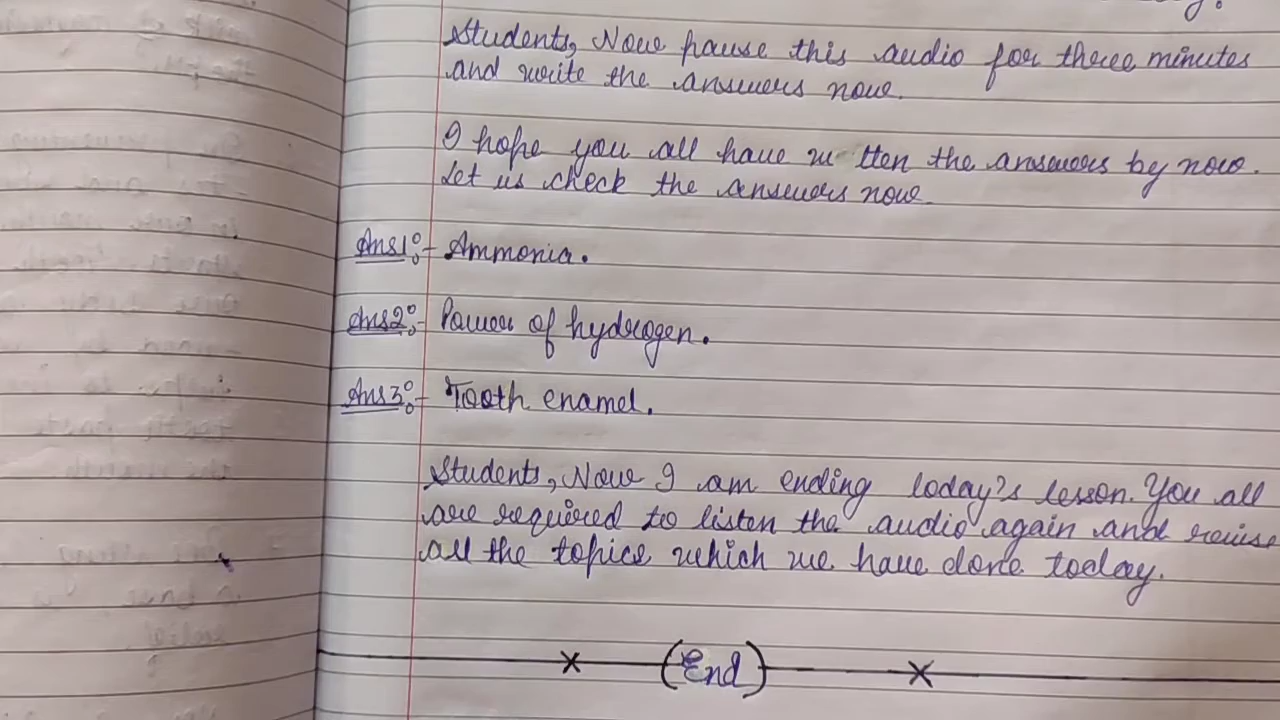 Students, Now pause this audio for three minutes
and write the answers now.
I hope you all have w tten the answers by now.
Let us check the answers now
Ans1:- Ammonia.
Ans2:- Power of hydrogen.
Ans3:- Tooth enamel.
Students, Now I am ending today's lesson. You all
are required to listen the audio again and revise
all the topics which we have done today.
(End)